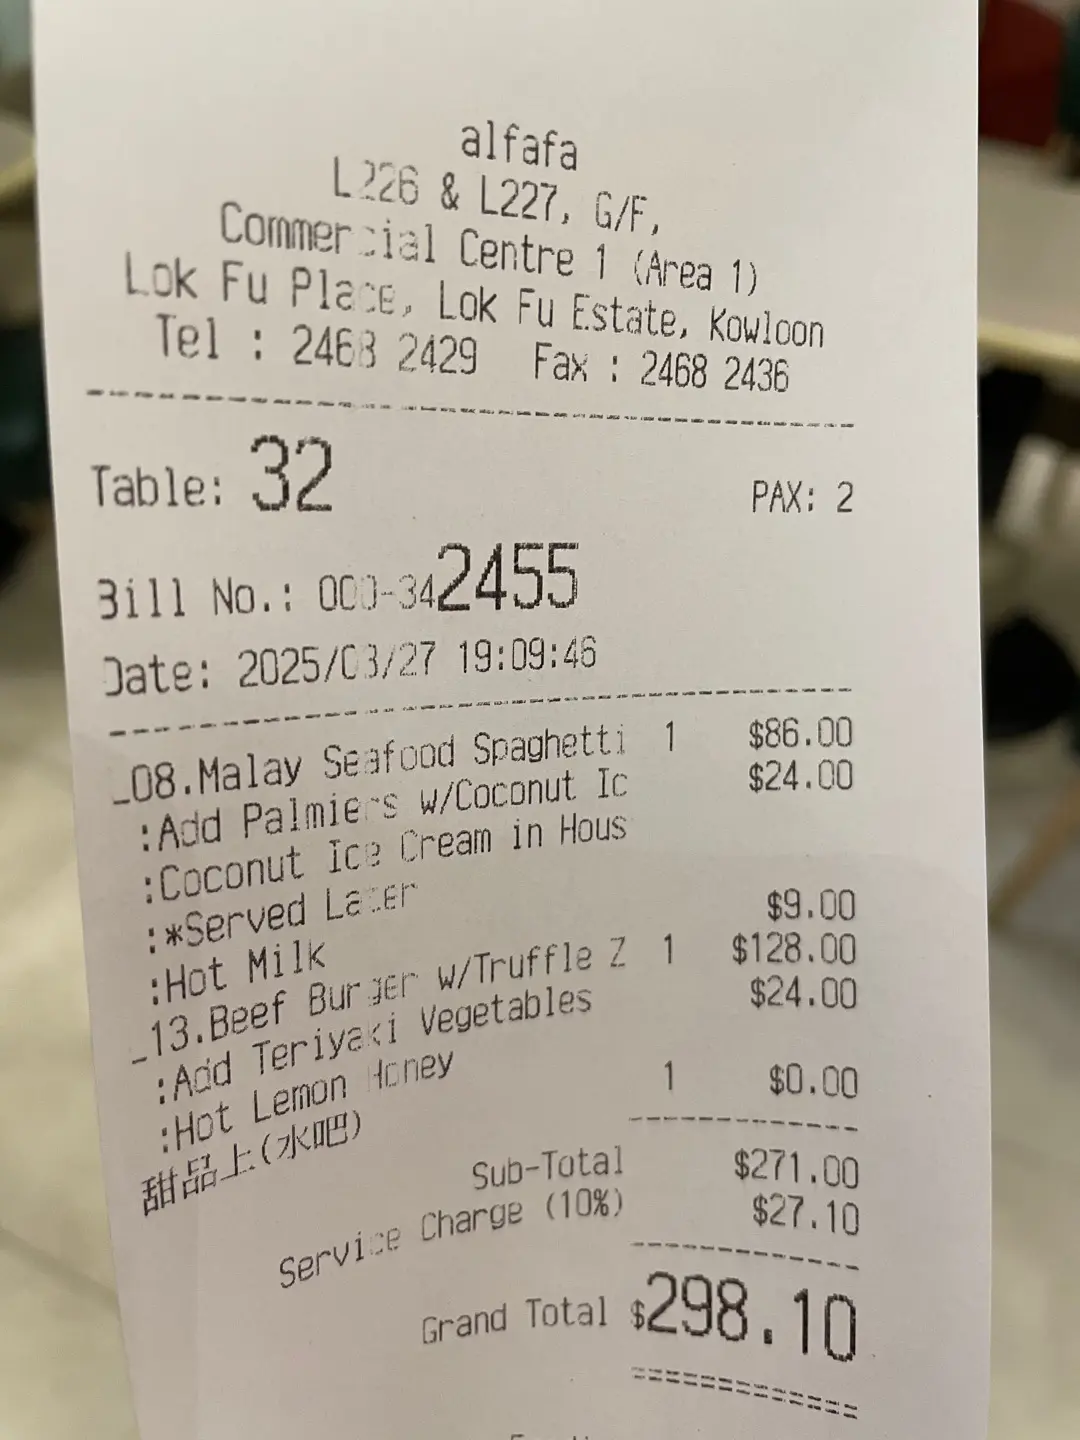 alfafa
L226 & L227, G/F,
Commercial Centre 1 (Area 1)
Lok Fu Place, Lok Fu Estate, Kowloon
Tel : 2468 2429 Fax : 2468 2436
Table: 32 PAX: 2
Bill No.: 000-342455
Date: 2025/03/27 19:09:46
_08.Malay Seafood Spaghetti 1 $86.00
:Add Palmiers w/Coconut Ic $24.00
:Coconut Ice Cream in Hous
:*Served Later
:Hot Milk $9.00
_13.Beef Burger w/Truffle Z 1 $128.00
:Add Teriyaki Vegetables $24.00
:Hot Lemon Honey
甜品上(水吧) 1 $0.00
Sub-Total $271.00
Service Charge (10%) $27.10
Grand Total $298.10